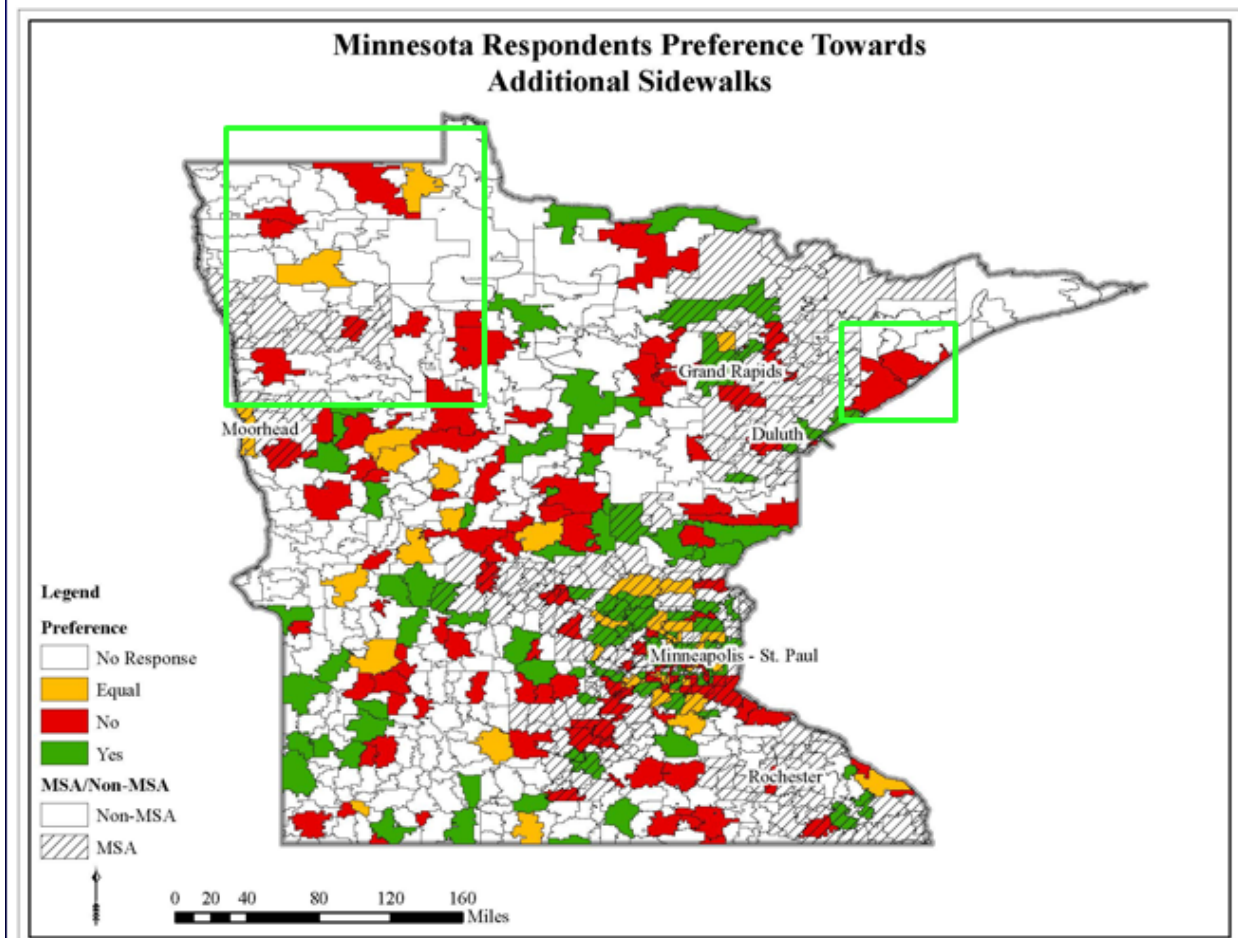 Minnesota Respondents Preference Towards
Additional Sidewalks
Grand Rapids
Moorhead
Duluth
Minneapolis - St. Paul
Rochester
Legend
Preference
No Response
Equal
No
Yes
MSA/Non-MSA
Non-MSA
MSA
0 20 40 80 120 160
Miles